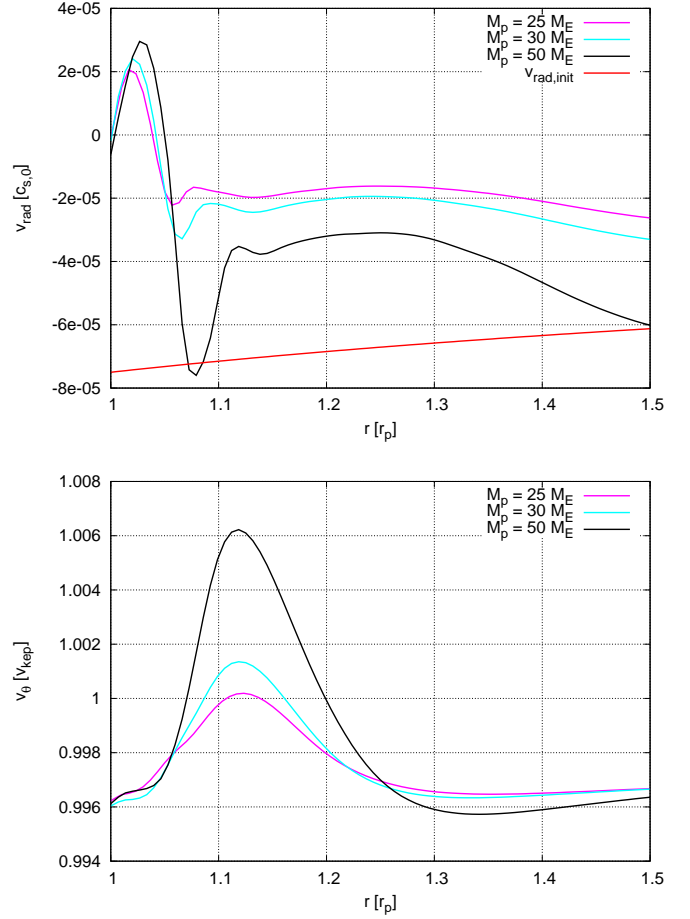 M_p = 25 M_E
M_p = 30 M_E
M_p = 50 M_E
v_rad,init
4e-05
2e-05
0
-2e-05
-4e-05
-6e-05
-8e-05
v_rad [c_s,0]
1 1.1 1.2 1.3 1.4 1.5
r [r_p]
M_p = 25 M_E
M_p = 30 M_E
M_p = 50 M_E
1.008
1.006
1.004
1.002
1
0.998
0.996
0.994
v_θ [v_kep]
1 1.1 1.2 1.3 1.4 1.5
r [r_p]